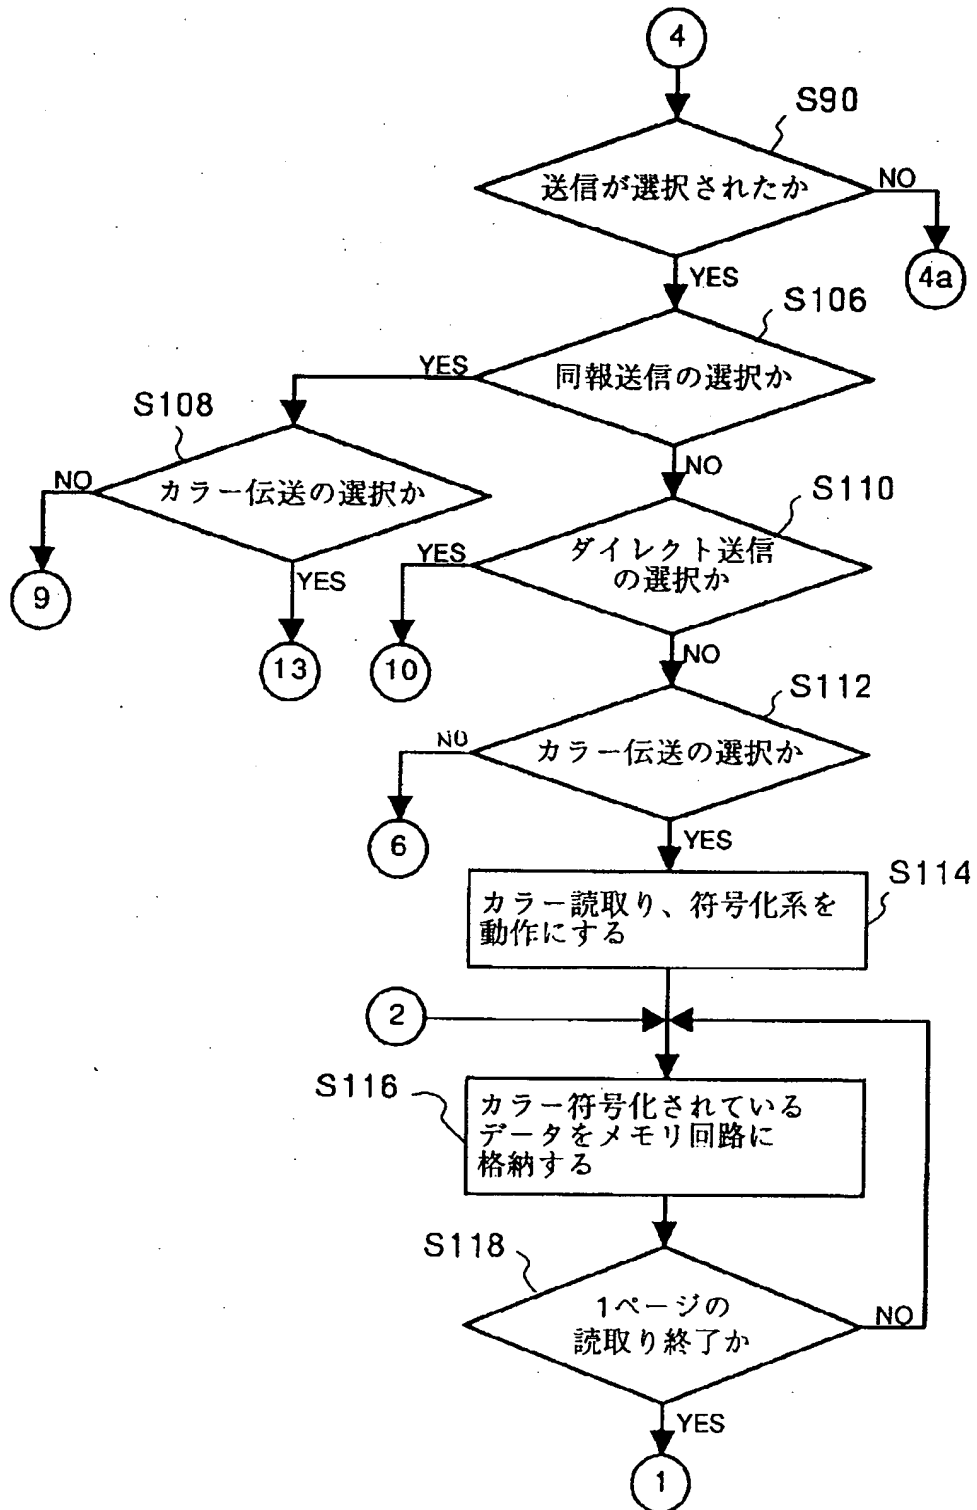 4
S90
送信が選択されたか
NO
4a
YES
S106
同報送信の選択か
YES
NO
S108
カラー伝送の選択か
NO
9
YES
13
S110
ダイレクト送信
の選択か
YES
10
NO
S112
カラー伝送の選択か
NO
6
YES
S114
カラー読取り、符号化系を
動作にする
2
S116
カラー符号化されている
データをメモリ回路に
格納する
S118
1ページの
読取り終了か
NO
YES
1